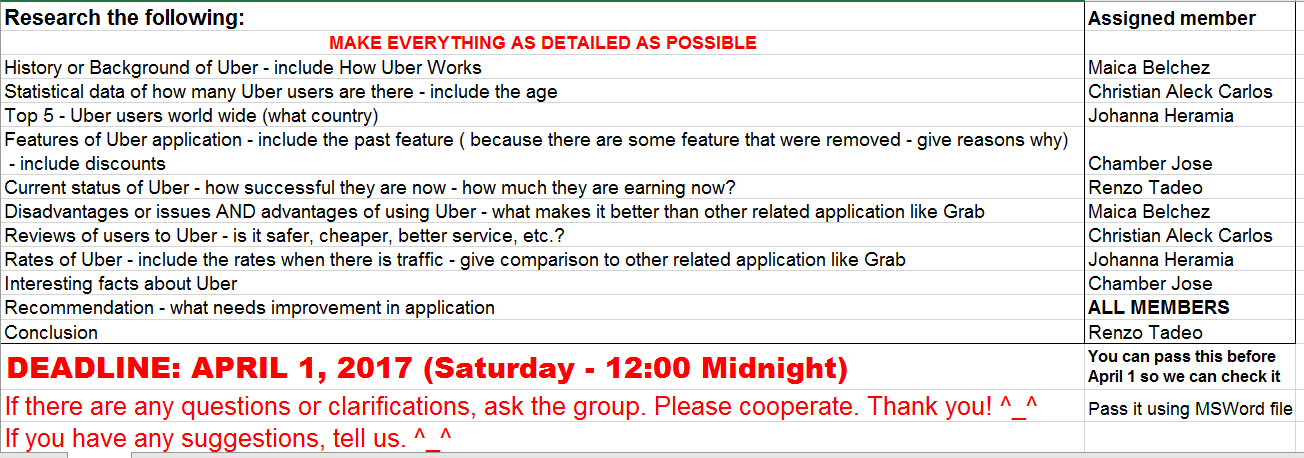 Research the following: Assigned member
MAKE EVERYTHING AS DETAILED AS POSSIBLE
History or Background of Uber - include How Uber Works Maica Belchez
Statistical data of how many Uber users are there - include the age Christian Aleck Carlos
Top 5 - Uber users world wide (what country) Johanna Heramia
Features of Uber application - include the past feature ( because there are some feature that were removed - give reasons why)
- include discounts Chamber Jose
Current status of Uber - how successful they are now - how much they are earning now? Renzo Tadeo
Disadvantages or issues AND advantages of using Uber - what makes it better than other related application like Grab Maica Belchez
Reviews of users to Uber - is it safer, cheaper, better service, etc.? Christian Aleck Carlos
Rates of Uber - include the rates when there is traffic - give comparison to other related application like Grab Johanna Heramia
Interesting facts about Uber Chamber Jose
Recommendation - what needs improvement in application ALL MEMBERS
Conclusion Renzo Tadeo
DEADLINE: APRIL 1, 2017 (Saturday - 12:00 Midnight)
You can pass this before
April 1 so we can check it
If there are any questions or clarifications, ask the group. Please cooperate. Thank you! ^_^ Pass it using MSWord file
If you have any suggestions, tell us. ^_^